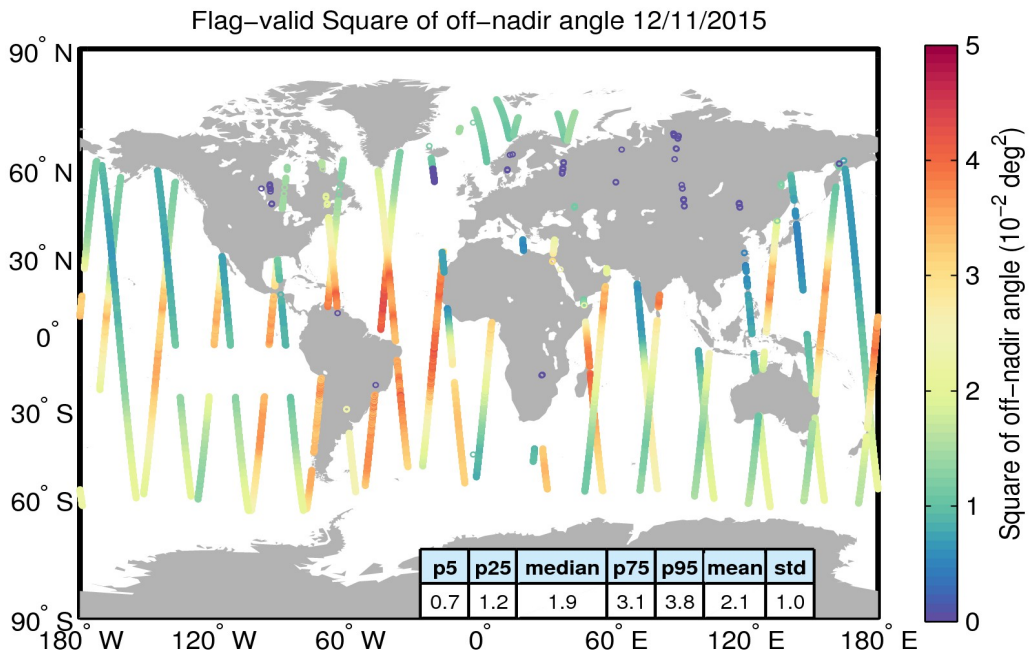 Flag−valid Square of off−nadir angle 12/11/2015
90° N
60° N
30° N
0°
30° S
60° S
90° S
180° W
120° W
60° W
0°
60° E
120° E
180° E
p5 p25 median p75 p95 mean std
0.7 1.2 1.9 3.1 3.8 2.1 1.0
5
4
3
2
1
0
Square of off−nadir angle (10⁻² deg²)